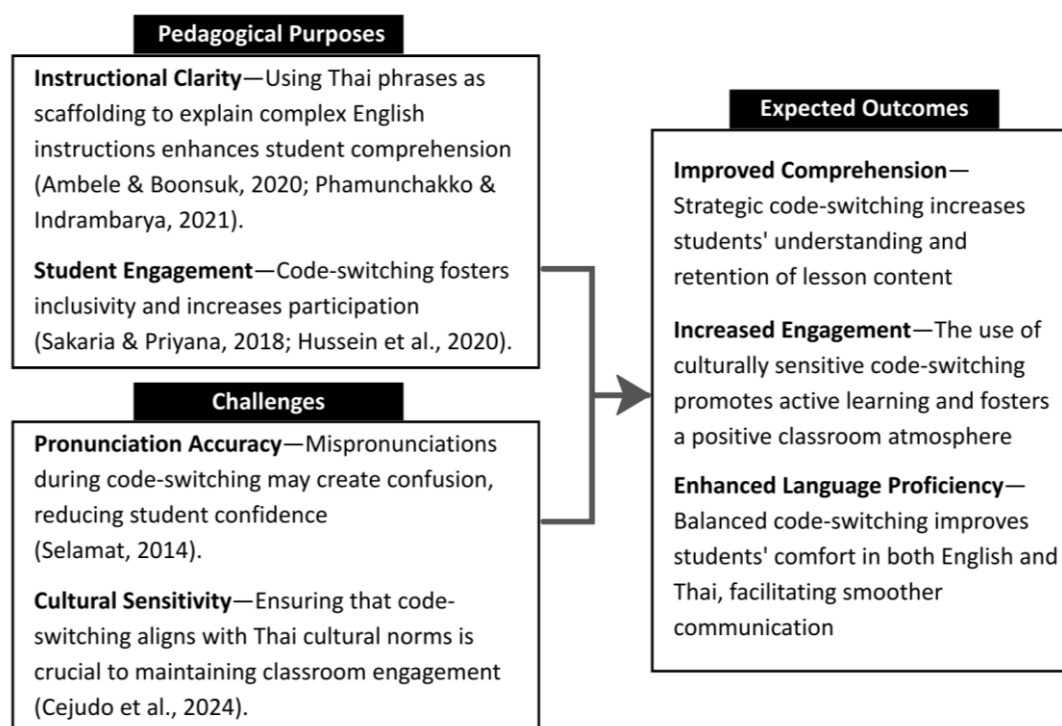 Pedagogical Purposes
Instructional Clarity—Using Thai phrases as
scaffolding to explain complex English
instructions enhances student comprehension
(Ambele & Boonsuk, 2020; Phamunchakko &
Indrambarya, 2021).
Student Engagement—Code-switching fosters
inclusivity and increases participation
(Sakaria & Priyana, 2018; Hussein et al., 2020).
Challenges
Pronunciation Accuracy—Mispronunciations
during code-switching may create confusion,
reducing student confidence
(Selamat, 2014).
Cultural Sensitivity—Ensuring that code-
switching aligns with Thai cultural norms is
crucial to maintaining classroom engagement
(Cejudo et al., 2024).
Expected Outcomes
Improved Comprehension—
Strategic code-switching increases
students' understanding and
retention of lesson content
Increased Engagement—The use of
culturally sensitive code-switching
promotes active learning and fosters
a positive classroom atmosphere
Enhanced Language Proficiency—
Balanced code-switching improves
students' comfort in both English and
Thai, facilitating smoother
communication